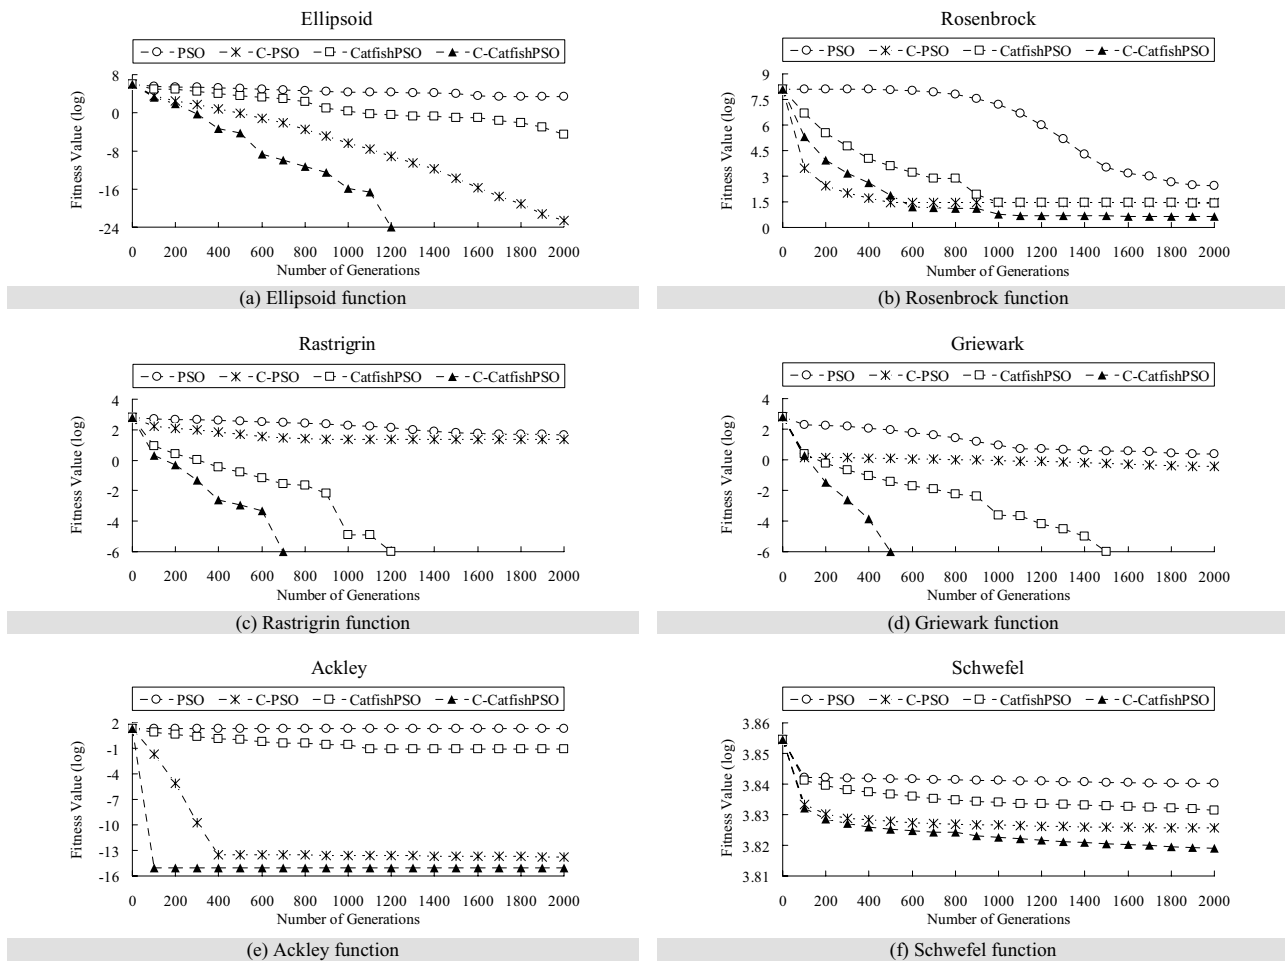 Ellipsoid
PSO C-PSO CatfishPSO C-CatfishPSO
Fitness Value (log)
8
0
-8
-16
-24
0 200 400 600 800 1000 1200 1400 1600 1800 2000
Number of Generations
(a) Ellipsoid function
Rosenbrock
PSO C-PSO CatfishPSO C-CatfishPSO
Fitness Value (log)
9
7.5
6
4.5
3
1.5
0
0 200 400 600 800 1000 1200 1400 1600 1800 2000
Number of Generations
(b) Rosenbrock function
Rastrigrin
PSO C-PSO CatfishPSO C-CatfishPSO
Fitness Value (log)
4
2
0
-2
-4
-6
0 200 400 600 800 1000 1200 1400 1600 1800 2000
Number of Generations
(c) Rastrigrin function
Griewark
PSO C-PSO CatfishPSO C-CatfishPSO
Fitness Value (log)
4
2
0
-2
-4
-6
0 200 400 600 800 1000 1200 1400 1600 1800 2000
Number of Generations
(d) Griewark function
Ackley
PSO C-PSO CatfishPSO C-CatfishPSO
Fitness Value (log)
2
-1
-4
-7
-10
-13
-16
0 200 400 600 800 1000 1200 1400 1600 1800 2000
Number of Generations
(e) Ackley function
Schwefel
PSO C-PSO CatfishPSO C-CatfishPSO
Fitness Value (log)
3.86
3.85
3.84
3.83
3.82
3.81
0 200 400 600 800 1000 1200 1400 1600 1800 2000
Number of Generations
(f) Schwefel function